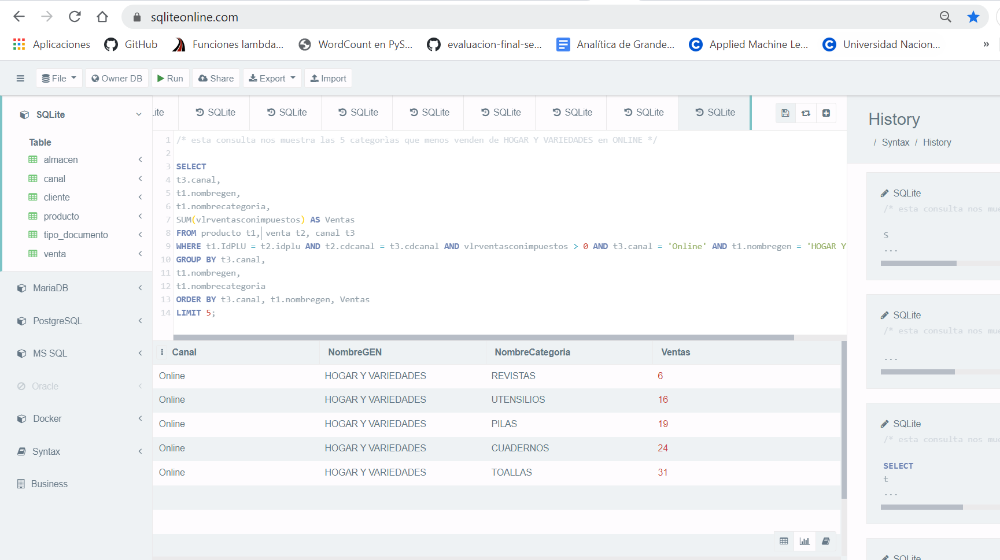 sqliteonline.com
Aplicaciones GitHub Funciones lambda... WordCount en PyS... evaluacion-final-se... Analítica de Grande... Applied Machine Le... Universidad Nacion... »
File Owner DB Run Share Export Import
SQLite
Table
almacen
canal
cliente
producto
tipo_documento
venta
MariaDB
PostgreSQL
MS SQL
Oracle
Docker
Syntax
Business
ite SQLite SQLite SQLite SQLite SQLite SQLite SQLite SQLite
1 /* esta consulta nos muestra las 5 categorias que menos venden de HOGAR Y VARIEDADES en ONLINE */
2
3 SELECT
4 t3.canal,
5 t1.nombregen,
6 t1.nombrecategoria,
7 SUM(vlrventasconimpuestos) AS Ventas
8 FROM producto t1, venta t2, canal t3
9 WHERE t1.IdPLU = t2.idplu AND t2.cdcanal = t3.cdcanal AND vlrventasconimpuestos > 0 AND t3.canal = 'Online' AND t1.nombregen = 'HOGAR Y
10 GROUP BY t3.canal,
11 t1.nombregen,
12 t1.nombrecategoria
13 ORDER BY t3.canal, t1.nombregen, Ventas
14 LIMIT 5;
Canal NombreGEN NombreCategoria Ventas
Online HOGAR Y VARIEDADES REVISTAS 6
Online HOGAR Y VARIEDADES UTENSILIOS 16
Online HOGAR Y VARIEDADES PILAS 19
Online HOGAR Y VARIEDADES CUADERNOS 24
Online HOGAR Y VARIEDADES TOALLAS 31
History
/ Syntax / History
SQLite
/* esta consulta nos mue
S
...
SQLite
/* esta consulta nos mue
...
SQLite
/* esta consulta nos mue
SELECT
t
...
SQLite